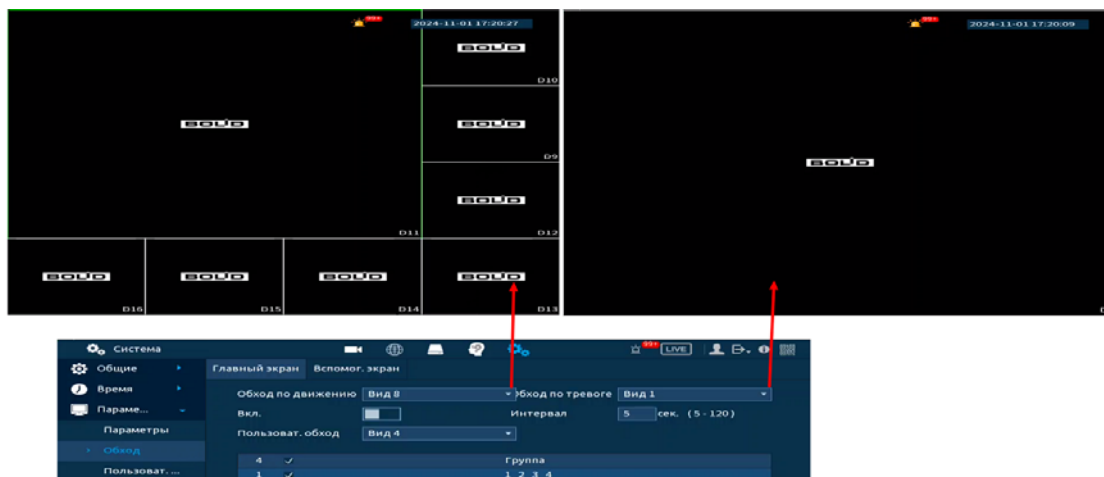 99+ 2024-11-01 17:20:27
BOLID
D10
BOLID
BOLID
D9
BOLID
D11
D12
BOLID
BOLID
BOLID
BOLID
D16
D15
D14
D13
99+ 2024-11-01 17:20:09
BOLID
Система
99+ LIVE
Общие
Главный экран Вспомог. экран
Время
Обход по движению Вид 8 Обход по тревоге Вид 1
Параме...
Вкл. Интервал 5 сек. (5-120)
Параметры
Пользоват. обход Вид 4
Обход
4 Группа
Пользоват. ...
1 1 2 3 4